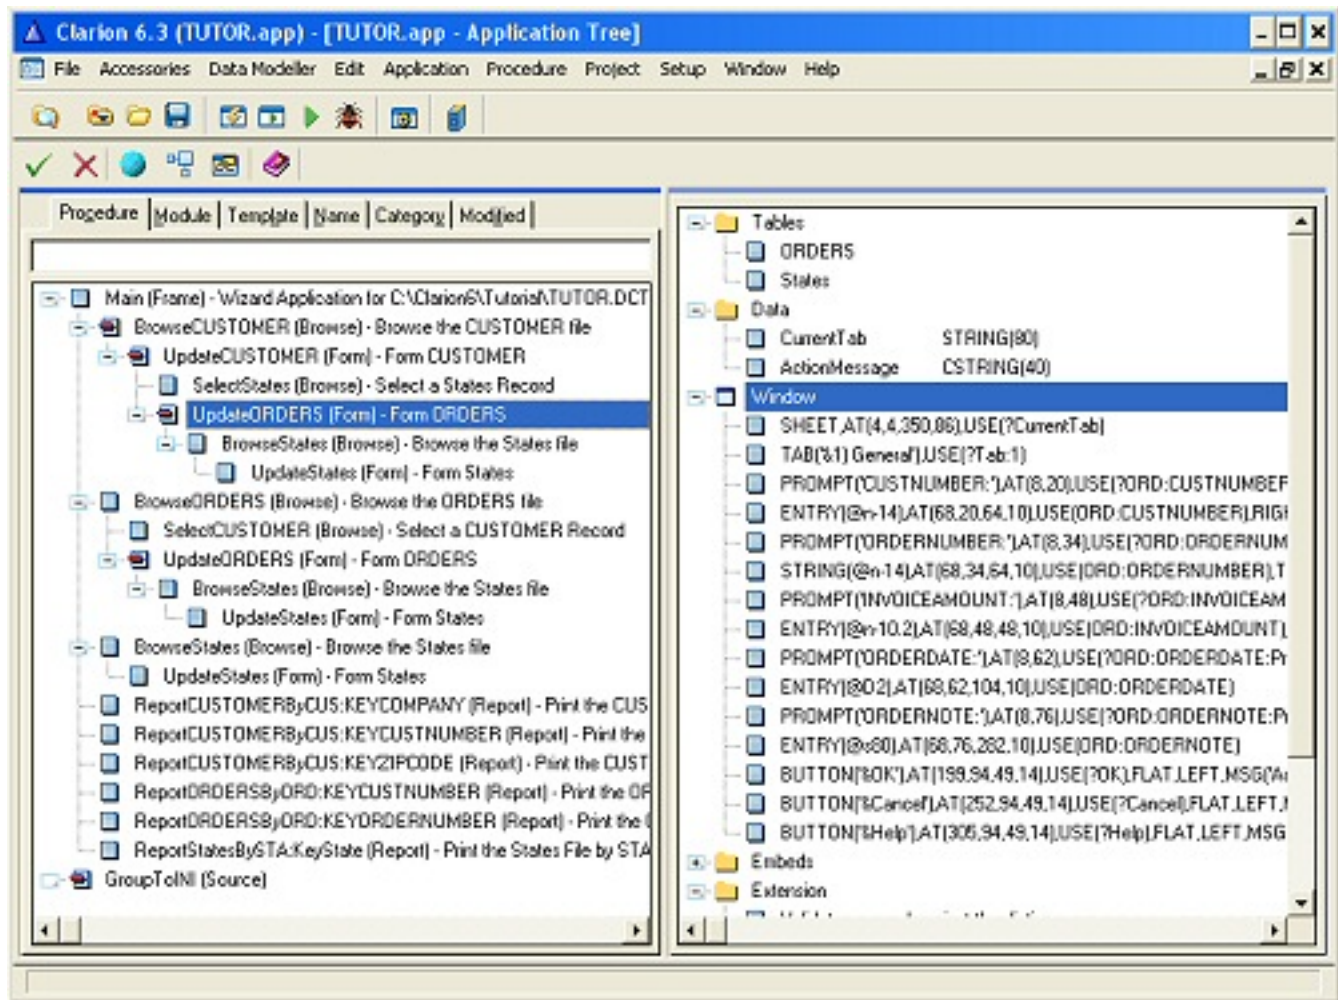 Clarion 6.3 (TUTOR.app) - [TUTOR.app - Application Tree]
File Accessories Data Modeller Edit Application Procedure Project Setup Window Help
Procedure Module Template Name Category Modified
Main (Frame) - Wizard Application for C:\Clarion6\Tutorial\TUTOR.DCT
BrowseCUSTOMER (Browse) - Browse the CUSTOMER file
UpdateCUSTOMER (Form) - Form CUSTOMER
SelectStates (Browse) - Select a States Record
UpdateORDERS (Form) - Form ORDERS
BrowseStates (Browse) - Browse the States file
UpdateStates (Form) - Form States
BrowseORDERS (Browse) - Browse the ORDERS file
SelectCUSTOMER (Browse) - Select a CUSTOMER Record
UpdateORDERS (Form) - Form ORDERS
BrowseStates (Browse) - Browse the States file
UpdateStates (Form) - Form States
BrowseStates (Browse) - Browse the States file
UpdateStates (Form) - Form States
ReportCUSTOMERByCUS:KEYCOMPANY (Report) - Print the CUS
ReportCUSTOMERByCUS:KEYCUSTNUMBER (Report) - Print the
ReportCUSTOMERByCUS:KEYZIPCODE (Report) - Print the CUST
ReportORDERSByORD:KEYCUSTNUMBER (Report) - Print the OR
ReportORDERSByORD:KEYORDERNUMBER (Report) - Print the
ReportStatesBySTA:KeyState (Report) - Print the States File by STA
GroupToINI (Source)
Tables
ORDERS
States
Data
CurrentTab STRING(80)
ActionMessage CSTRING(40)
Window
SHEET,AT(4,4,350,86),USE(?CurrentTab)
TAB('&1) General'),USE(?Tab:1)
PROMPT('CUSTNUMBER:'),AT(8,20),USE(?ORD:CUSTNUMBER
ENTRY(@n-14),AT(68,20,64,10),USE(ORD:CUSTNUMBER),RIGH
PROMPT('ORDERNUMBER:'),AT(8,34),USE(?ORD:ORDERNUM
STRING(@n-14),AT(68,34,64,10),USE(ORD:ORDERNUMBER),T
PROMPT('INVOICEAMOUNT:'),AT(8,48),USE(?ORD:INVOICEAM
ENTRY(@n-10.2),AT(68,48,48,10),USE(ORD:INVOICEAMOUNT),
PROMPT('ORDERDATE:'),AT(8,62),USE(?ORD:ORDERDATE:Pr
ENTRY(@D2),AT(68,62,104,10),USE(ORD:ORDERDATE)
PROMPT('ORDERNOTE:'),AT(8,76),USE(?ORD:ORDERNOTE:Pr
ENTRY(@s80),AT(68,76,282,10),USE(ORD:ORDERNOTE)
BUTTON('&OK'),AT(199,94,49,14),USE(?OK),FLAT,LEFT,MSG('Ac
BUTTON('&Cancel'),AT(252,94,49,14),USE(?Cancel),FLAT,LEFT,
BUTTON('&Help'),AT(305,94,49,14),USE(?Help),FLAT,LEFT,MSG
Embeds
Extension